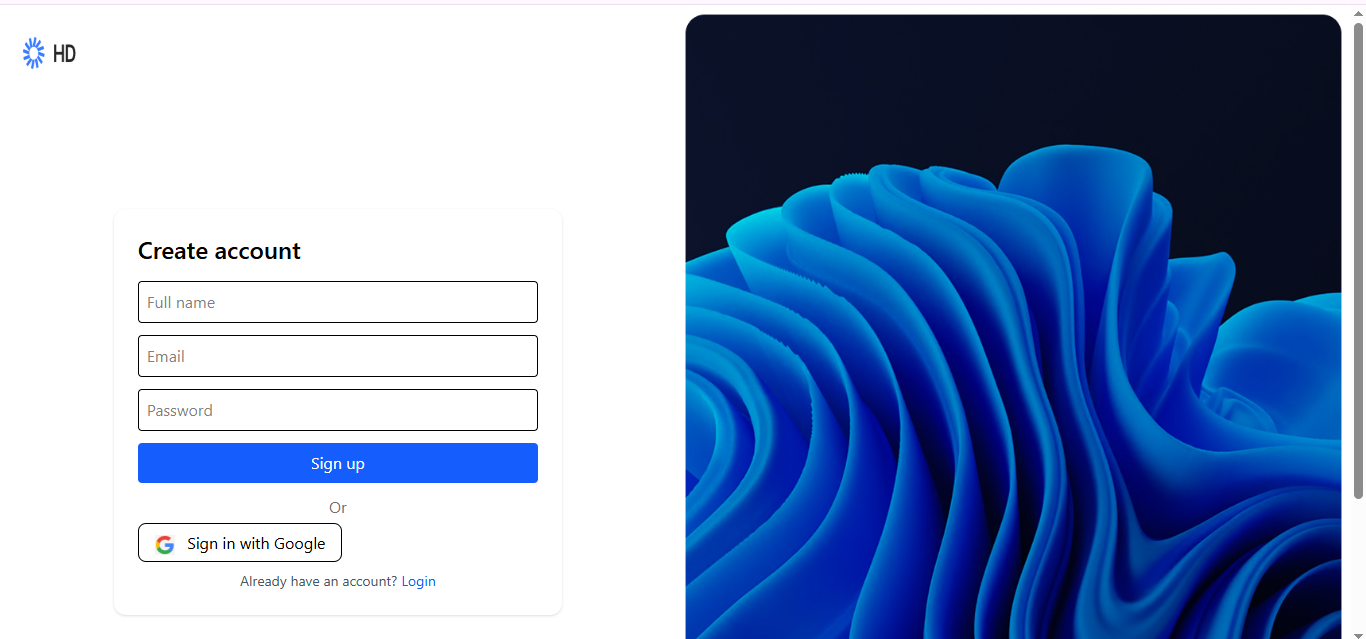 HD
Create account
Full name
Email
Password
Sign up
Or
Sign in with Google
Already have an account? Login